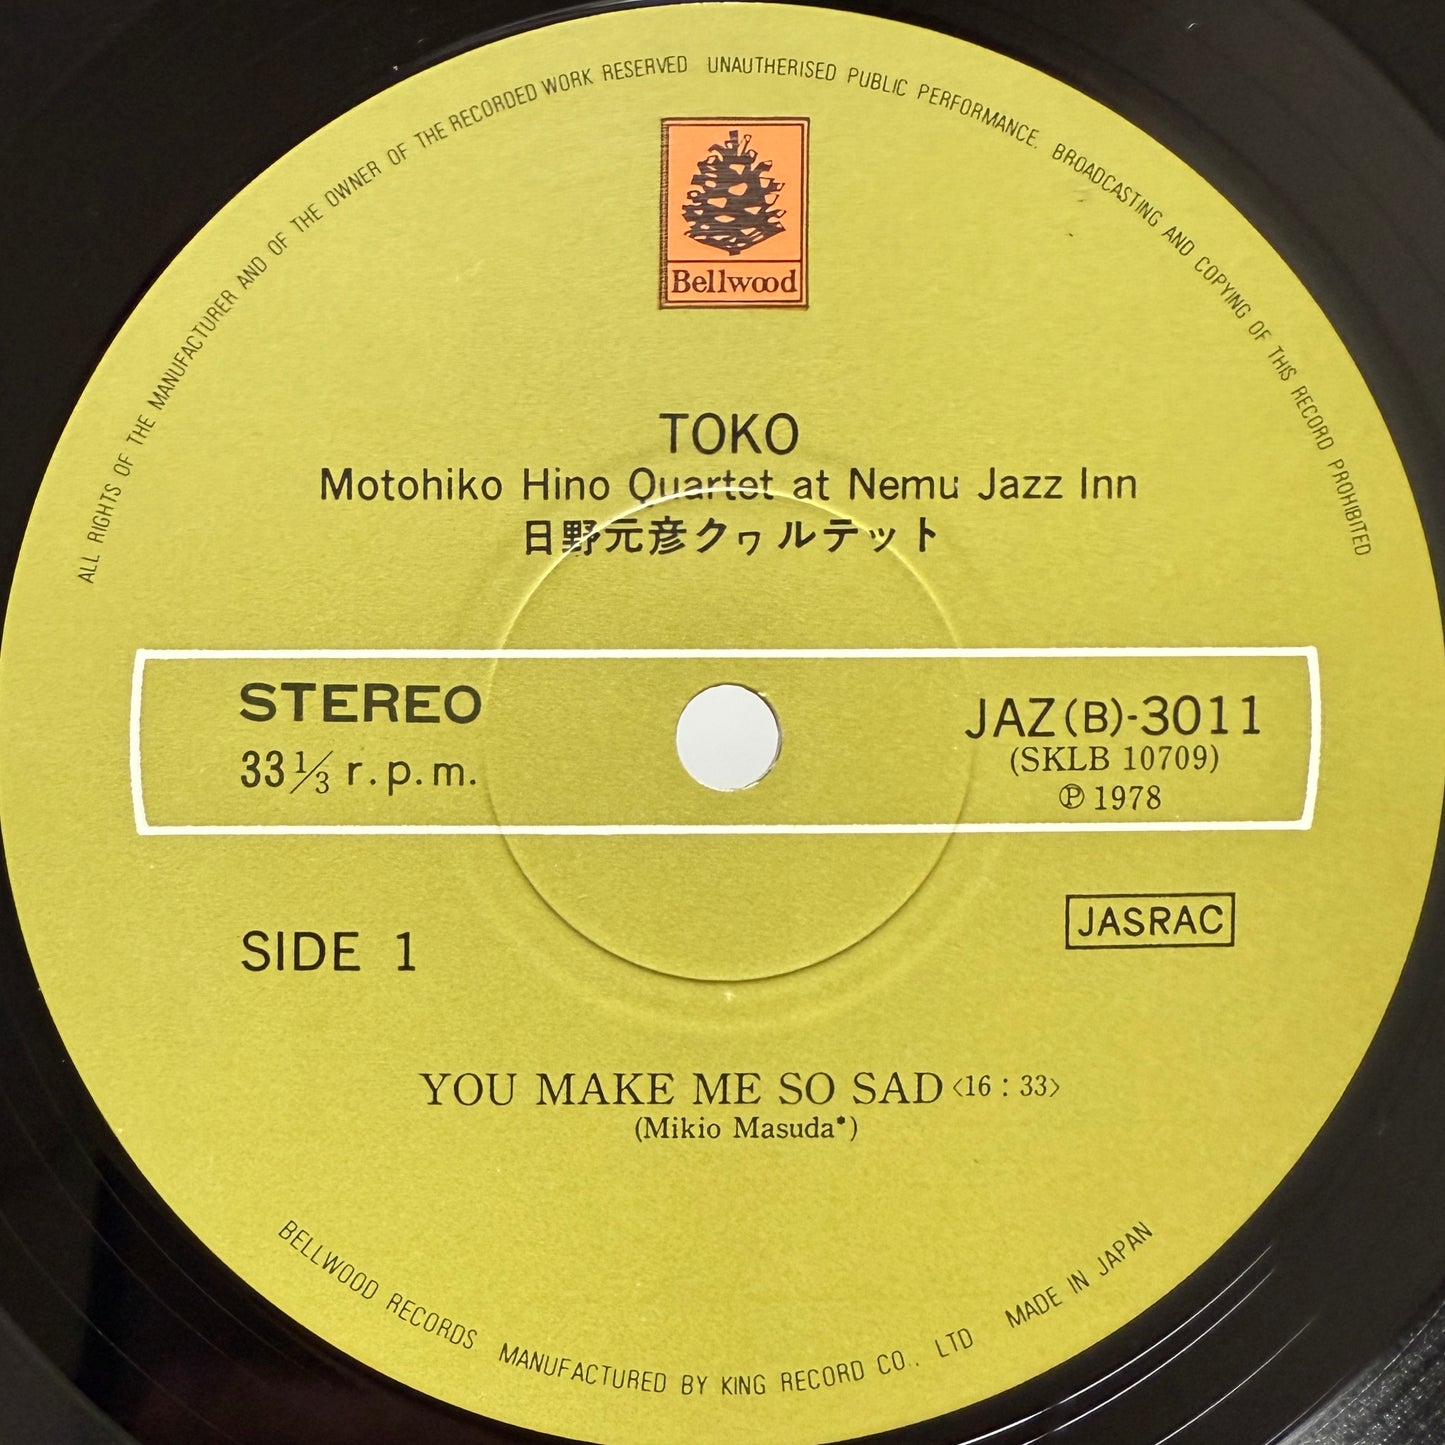 ALL RIGHTS OF THE MANUFACTURER AND OF THE OWNER OF THE RECORDED WORK RESERVED UNAUTHERISED PUBLIC PERFORMANCE. BROADCASTING AND COPYING OF THIS RECORD PROHIBITED
Bellwood
TOKO
Motohiko Hino Quartet at Nemu Jazz Inn
日野元彦クヮルテット
STEREO
33 1/3 r.p.m.
JAZ(B)-3011
(SKLB 10709)
Ⓟ 1978
JASRAC
SIDE 1
YOU MAKE ME SO SAD〈16:33〉
(Mikio Masuda*)
BELLWOOD RECORDS MANUFACTURED BY KING RECORD CO., LTD MADE IN JAPAN